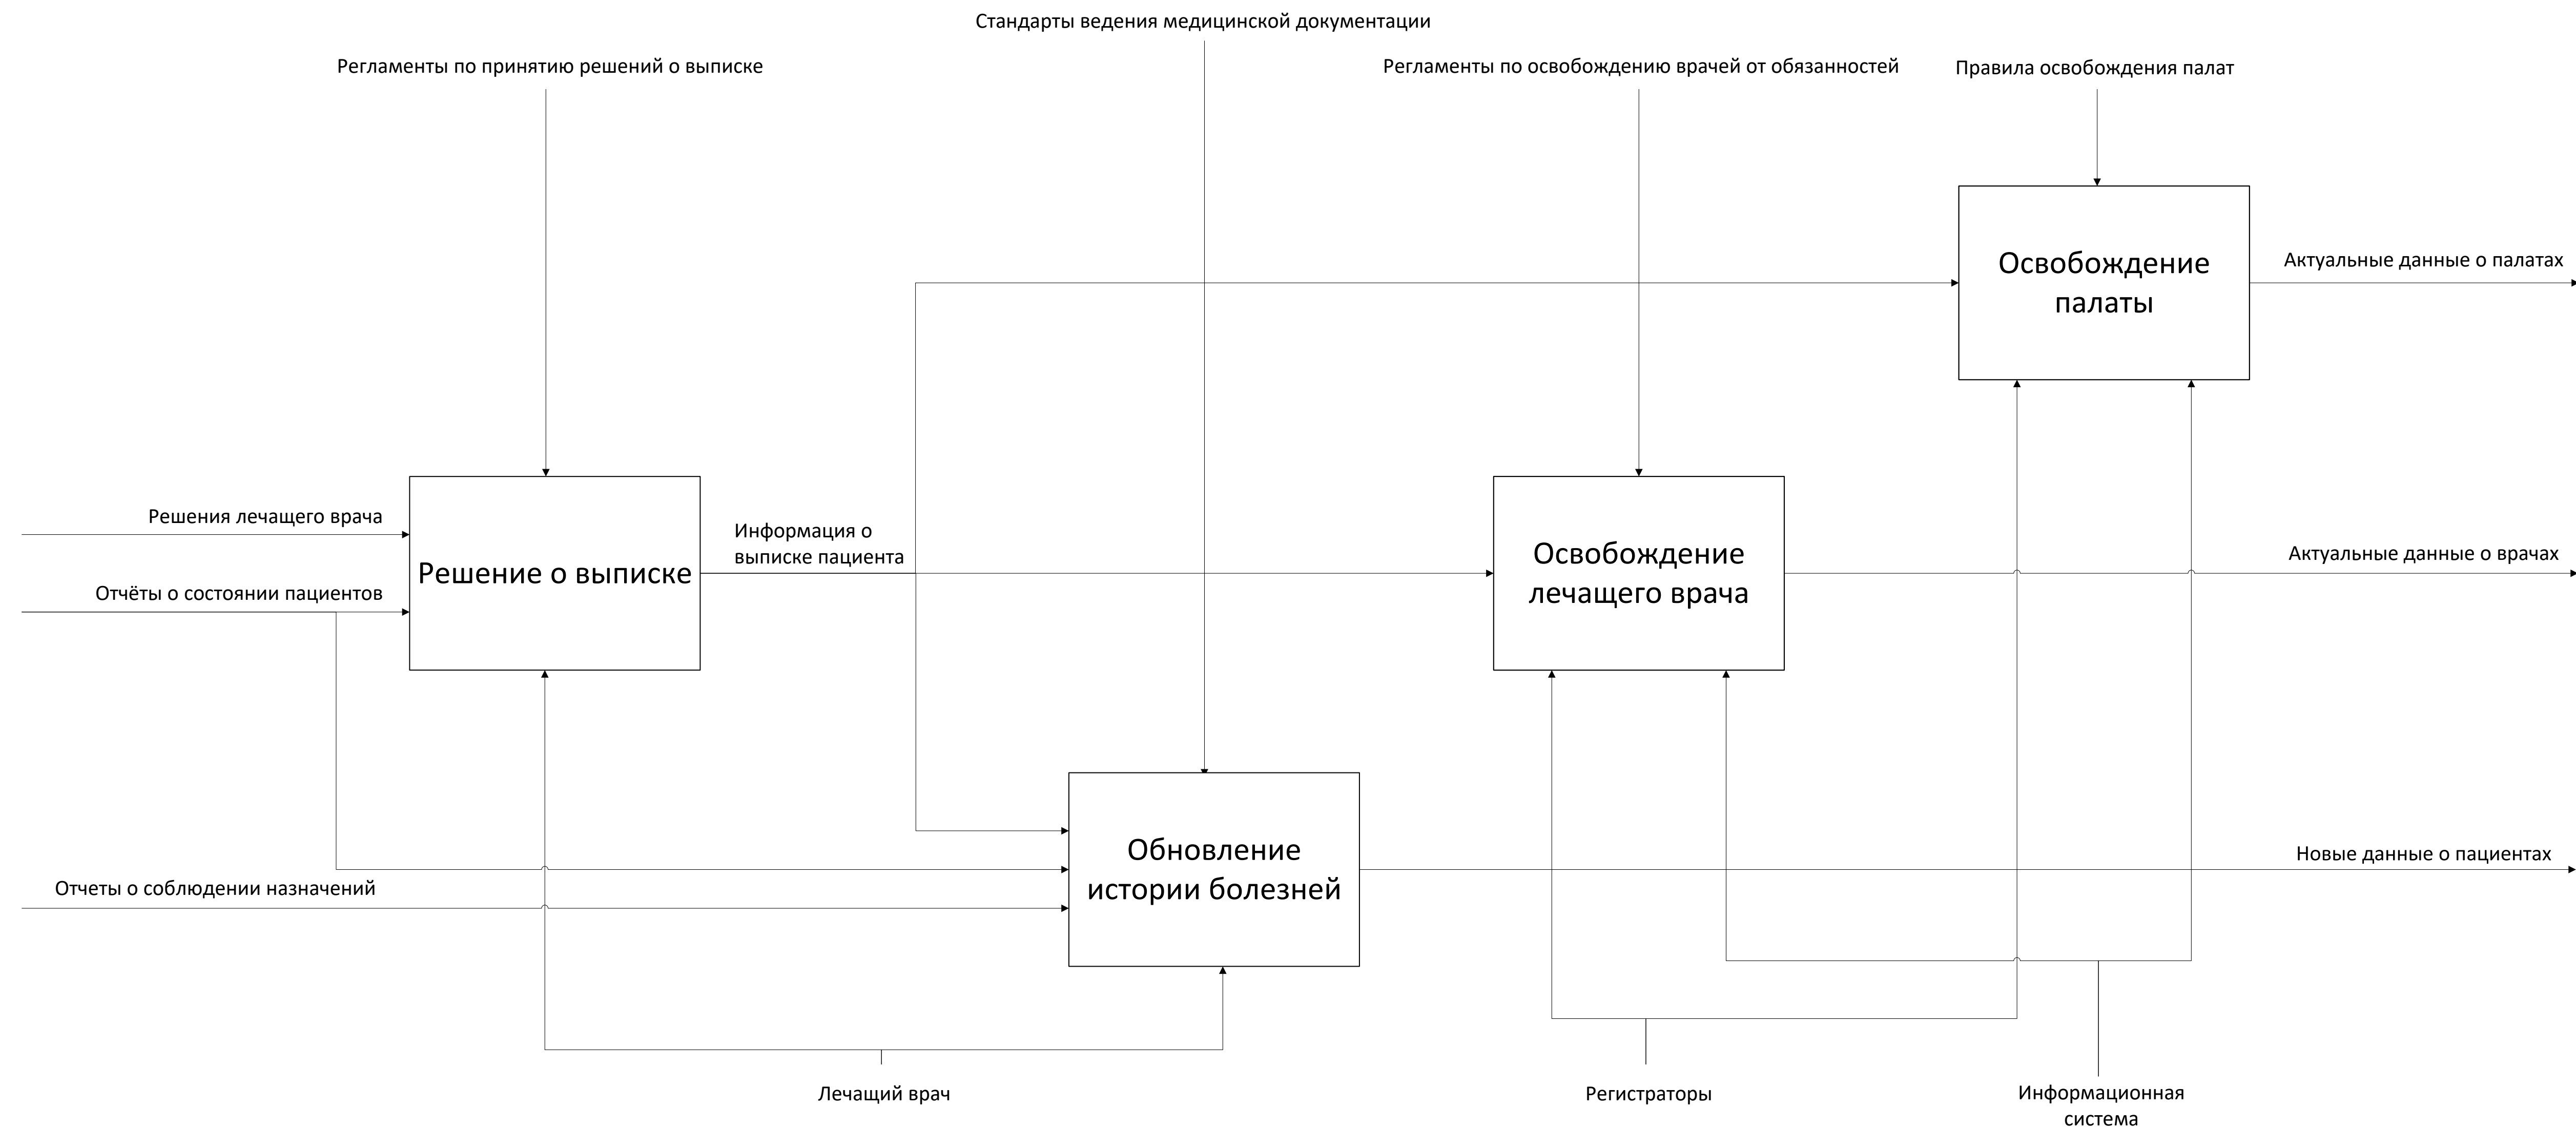 Стандарты ведения медицинской документации
Регламенты по принятию решений о выписке
Регламенты по освобождению врачей от обязанностей
Правила освобождения палат
Освобождение
палаты
Актуальные данные о палатах
Решения лечащего врача
Отчёты о состоянии пациентов
Решение о выписке
Информация о
выписке пациента
Освобождение
лечащего врача
Актуальные данные о врачах
Отчеты о соблюдении назначений
Обновление
истории болезней
Новые данные о пациентах
Лечащий врач
Регистраторы
Информационная
система